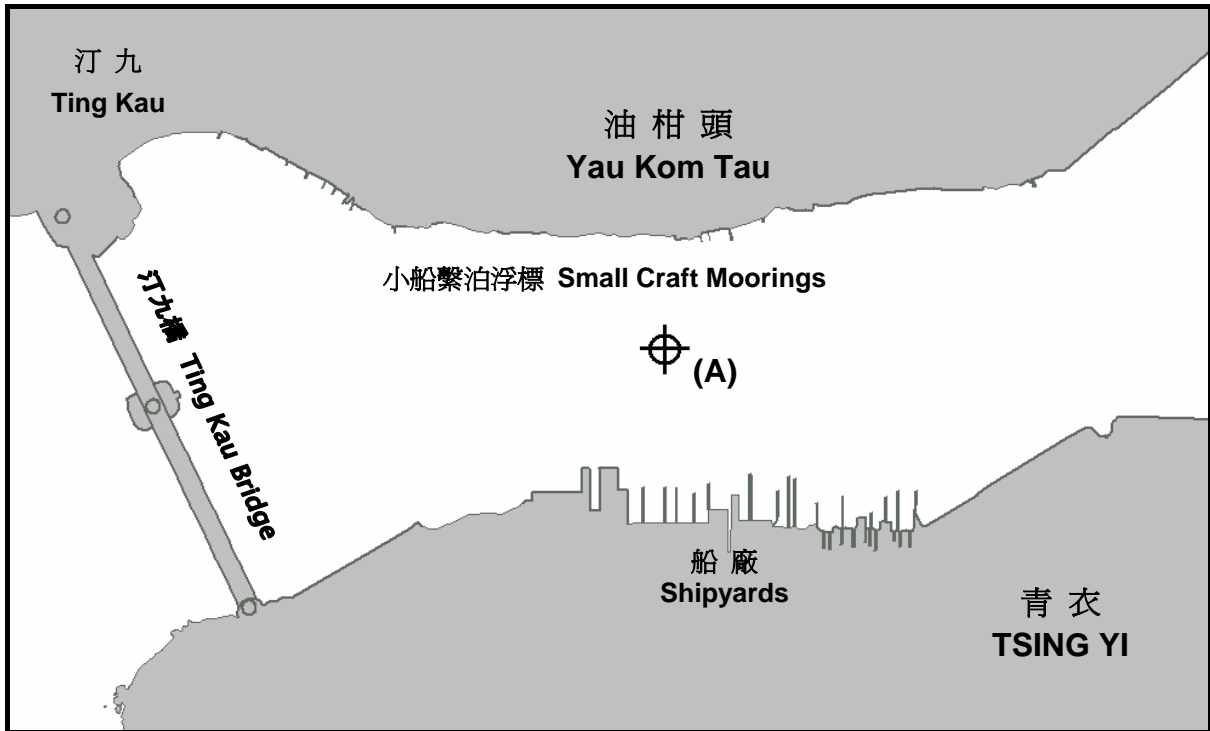 汀 九
Ting Kau
油 柑 頭
Yau Kom Tau
小船繫泊浮標 Small Craft Moorings
汀九橋 Ting Kau Bridge
(A)
船 廠
Shipyards
青 衣
TSING YI